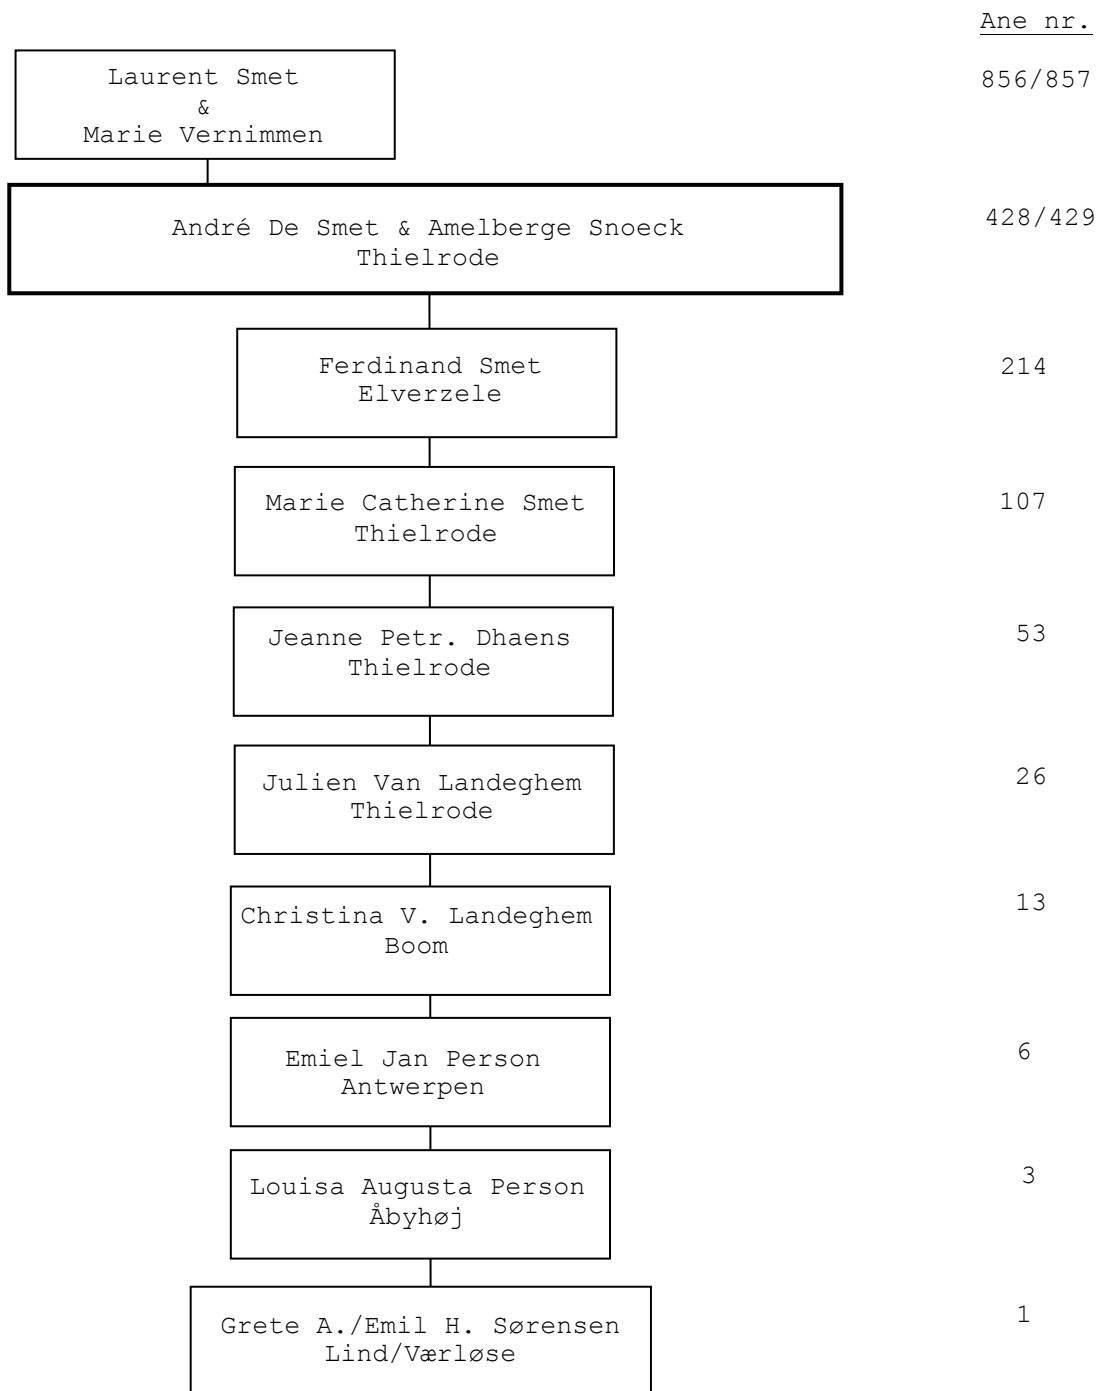 Ane nr.
Laurent Smet
&
Marie Vernimmen
856/857
André De Smet & Amelberge Snoeck
Thielrode
428/429
Ferdinand Smet
Elverzele
214
Marie Catherine Smet
Thielrode
107
Jeanne Petr. Dhaens
Thielrode
53
Julien Van Landeghem
Thielrode
26
Christina V. Landeghem
Boom
13
Emiel Jan Person
Antwerpen
6
Louisa Augusta Person
Åbyhøj
3
Grete A./Emil H. Sørensen
Lind/Værløse
1